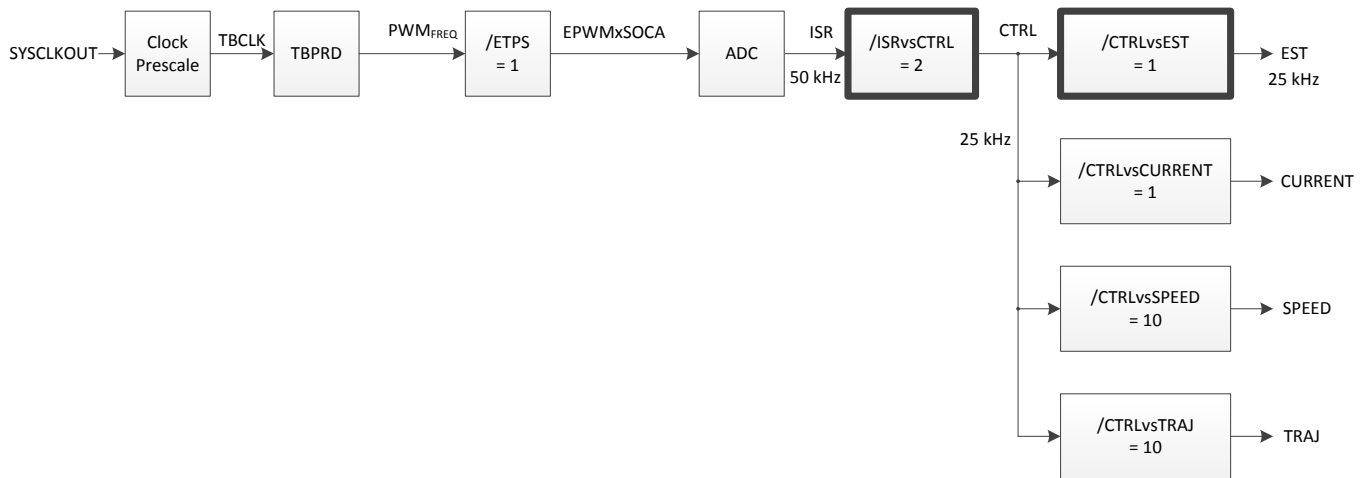 SYSCLKOUT
Clock
Prescale
TBCLK
TBPRD
PWMFREQ
/ETPS
= 1
EPWMxSOCA
ADC
ISR
50 kHz
/ISRvsCTRL
= 2
CTRL
25 kHz
/CTRLvsEST
= 1
EST
25 kHz
/CTRLvsCURRENT
= 1
CURRENT
/CTRLvsSPEED
= 10
SPEED
/CTRLvsTRAJ
= 10
TRAJ